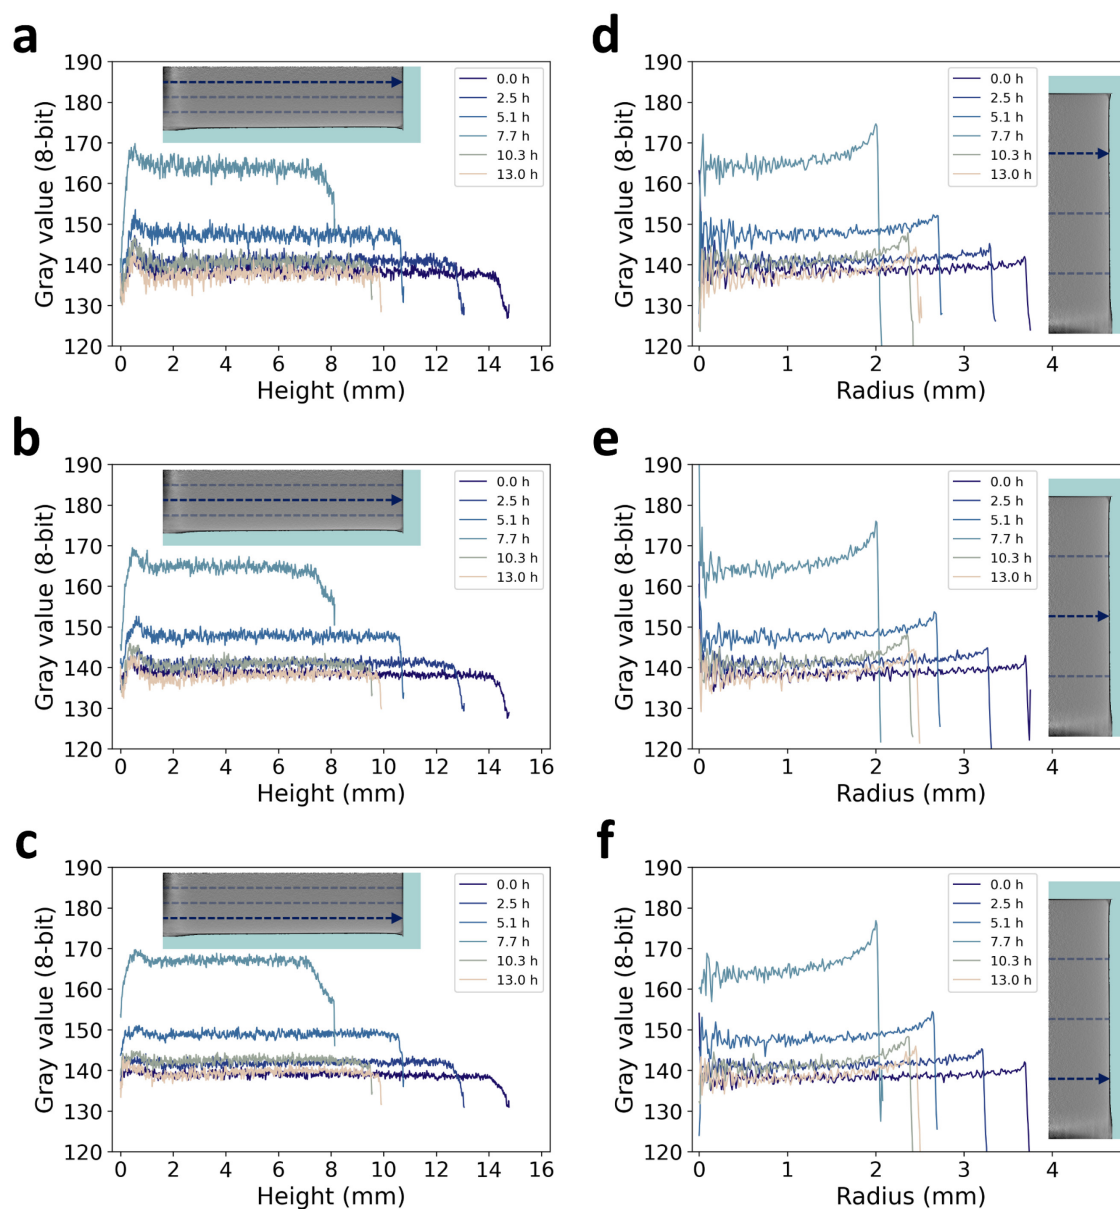 a
190
180
170
160
150
140
130
120
Gray value (8-bit)
0 2 4 6 8 10 12 14 16
Height (mm)
0.0 h
2.5 h
5.1 h
7.7 h
10.3 h
13.0 h
d
190
180
170
160
150
140
130
120
Gray value (8-bit)
0 1 2 3 4
Radius (mm)
0.0 h
2.5 h
5.1 h
7.7 h
10.3 h
13.0 h
b
190
180
170
160
150
140
130
120
Gray value (8-bit)
0 2 4 6 8 10 12 14 16
Height (mm)
0.0 h
2.5 h
5.1 h
7.7 h
10.3 h
13.0 h
e
190
180
170
160
150
140
130
120
Gray value (8-bit)
0 1 2 3 4
Radius (mm)
0.0 h
2.5 h
5.1 h
7.7 h
10.3 h
13.0 h
c
190
180
170
160
150
140
130
120
Gray value (8-bit)
0 2 4 6 8 10 12 14 16
Height (mm)
0.0 h
2.5 h
5.1 h
7.7 h
10.3 h
13.0 h
f
190
180
170
160
150
140
130
120
Gray value (8-bit)
0 1 2 3 4
Radius (mm)
0.0 h
2.5 h
5.1 h
7.7 h
10.3 h
13.0 h